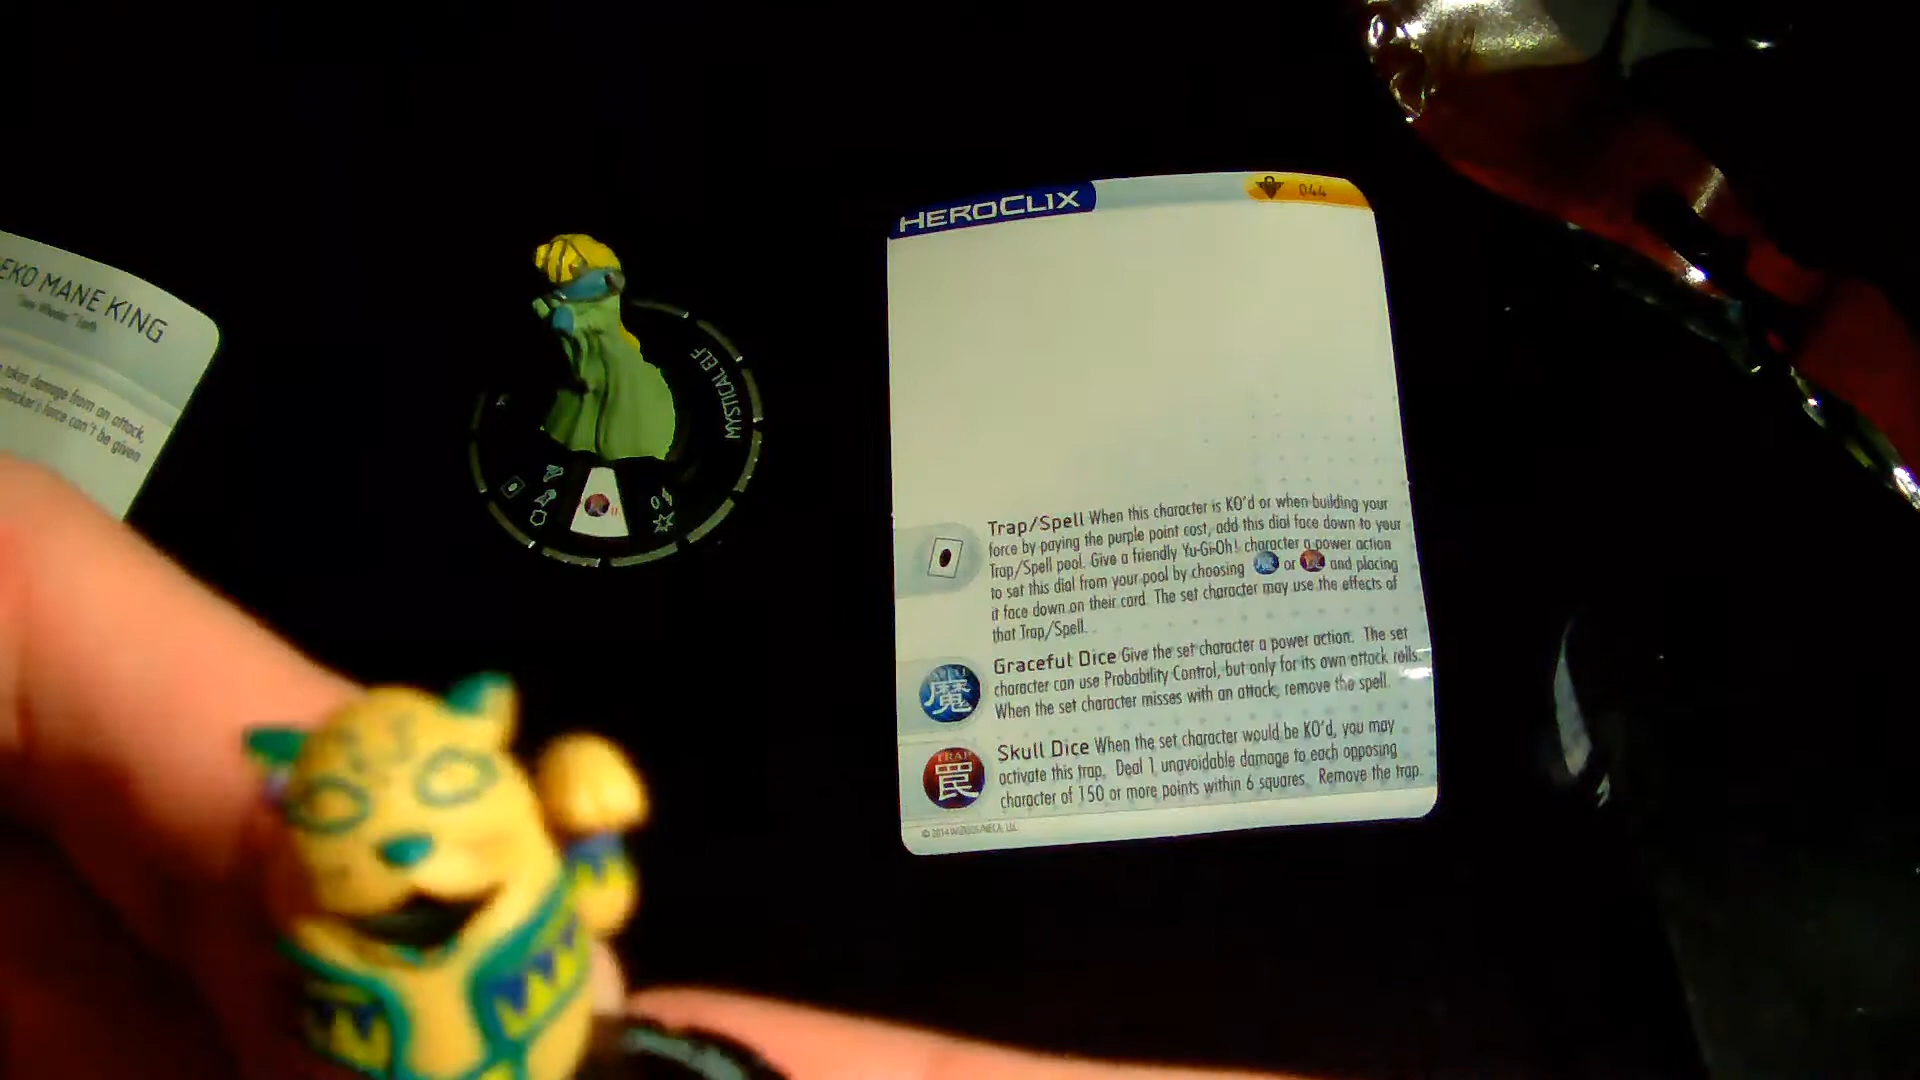 EKO MANE KING
takes damage from an attack,
attacker's force can't be given
MYSTICAL ELF
HEROCLIX
044
Trap/Spell When this character is KO'd or when building your
force by paying the purple point cost, add this dial face down to your
Trap/Spell pool. Give a friendly Yu-Gi-Oh! character a power action
to set this dial from your pool by choosing 魔 or 罠 and placing
it face down on their card. The set character may use the effects of
that Trap/Spell.
Graceful Dice Give the set character a power action. The set
character can use Probability Control, but only for its own attack rolls.
When the set character misses with an attack, remove the spell.
魔
Skull Dice When the set character would be KO'd, you may
activate this trap. Deal 1 unavoidable damage to each opposing
character of 150 or more points within 6 squares. Remove the trap.
TRAP
罠
© 2014 WIZKIDS/NECA, LLC